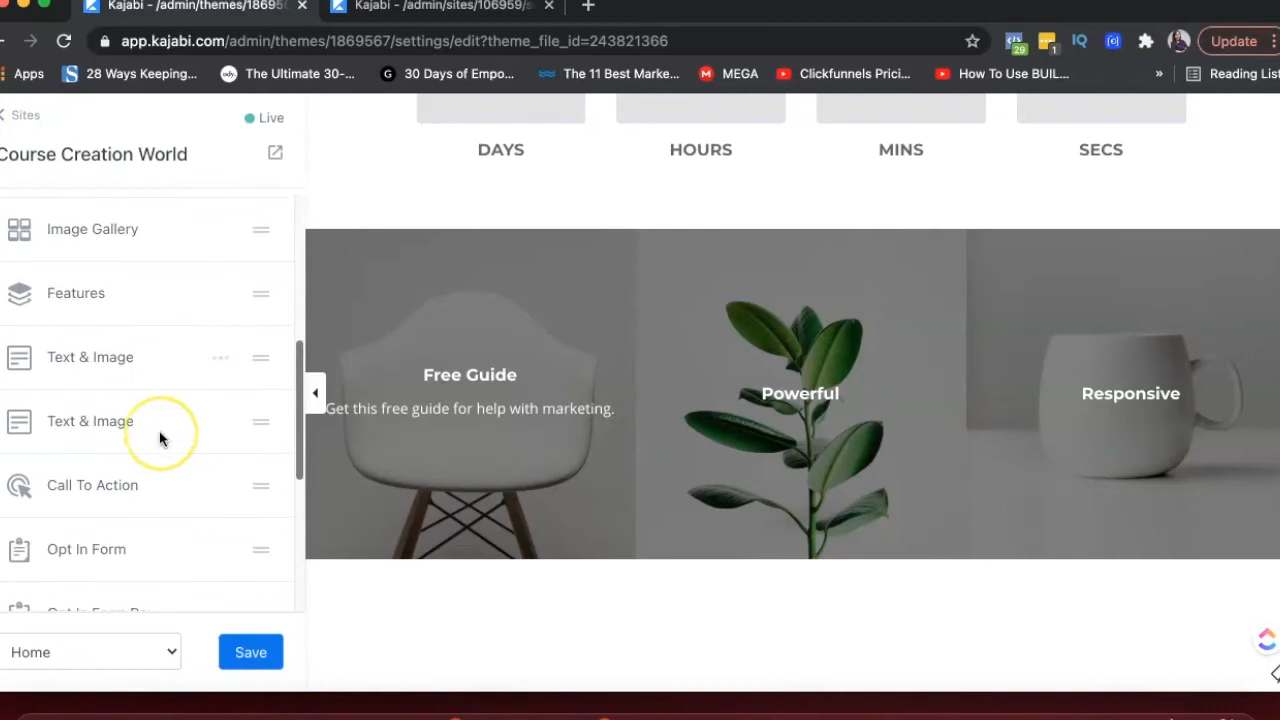 Kajabi - /admin/themes/18695
Kajabi - /admin/sites/106959/s
app.kajabi.com/admin/themes/1869567/settings/edit?theme_file_id=243821366
29
1
IQ
Update
Apps
28 Ways Keeping...
ody.
The Ultimate 30-...
G
30 Days of Empo...
The 11 Best Marke...
MEGA
Clickfunnels Prici...
How To Use BUIL...
»
Reading List
Sites
Live
Course Creation World
DAYS
HOURS
MINS
SECS
Image Gallery
Features
Text & Image
Text & Image
Call To Action
Opt In Form
Free Guide
Get this free guide for help with marketing.
Powerful
Responsive
Home
Save